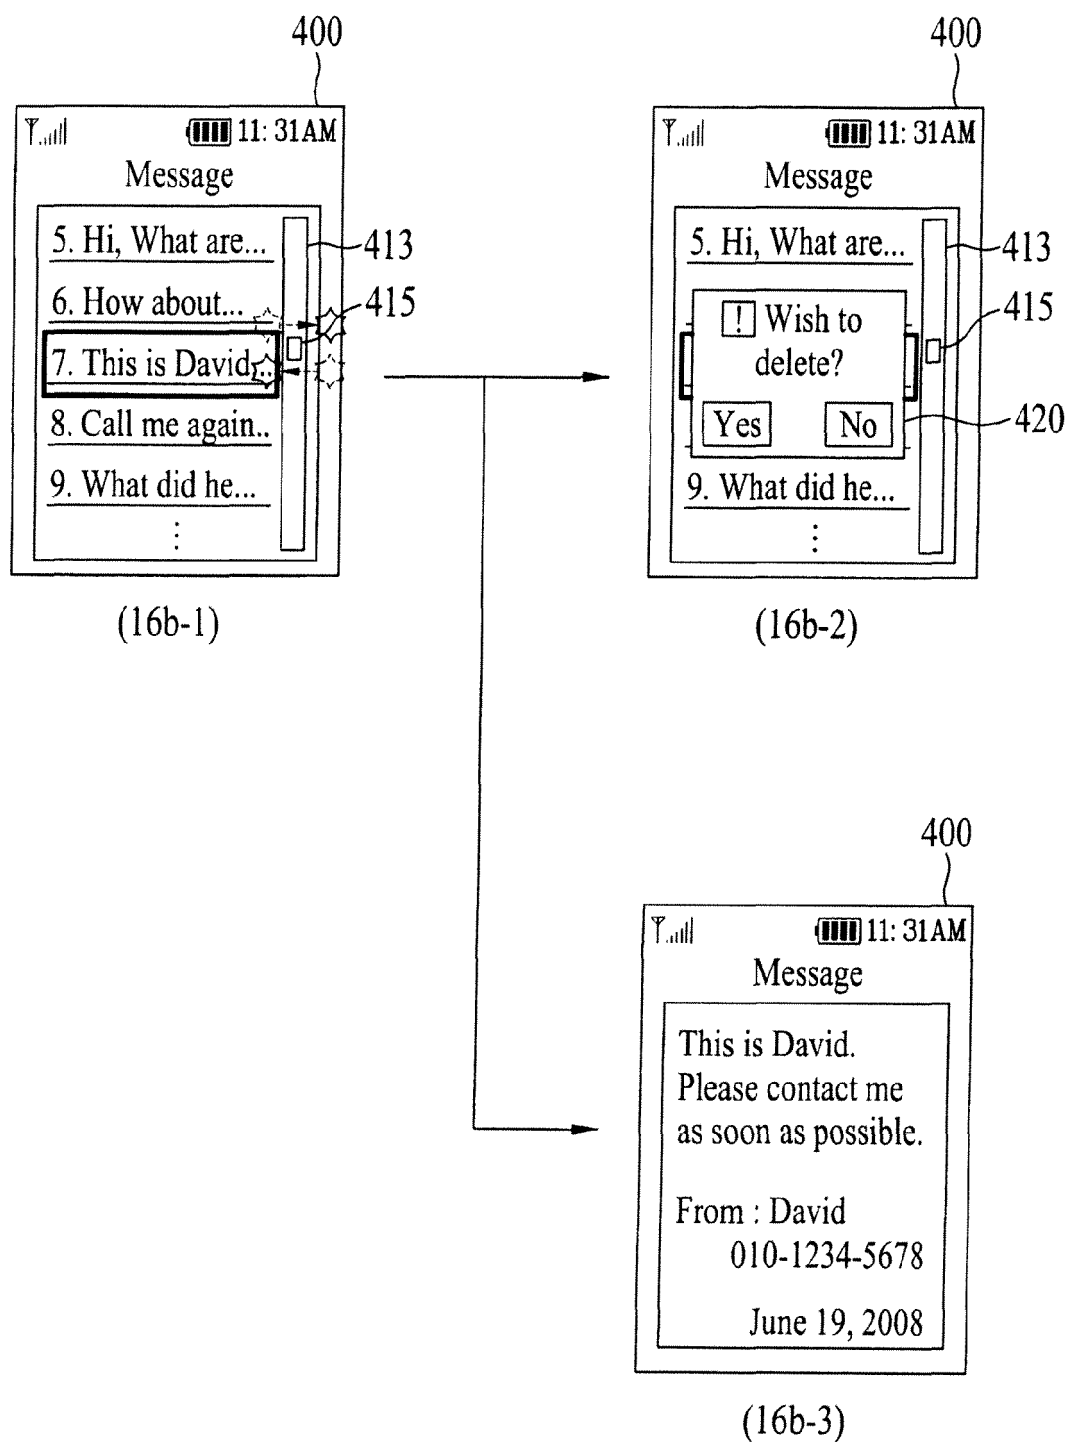 400
11: 31AM
Message
5. Hi, What are...
413
6. How about...
415
7. This is David...
8. Call me again..
9. What did he...
⋮
(16b-1)
400
11: 31AM
Message
5. Hi, What are...
413
! Wish to
415
delete?
Yes No
420
9. What did he...
⋮
(16b-2)
400
11: 31AM
Message
This is David.
Please contact me
as soon as possible.
From : David
010-1234-5678
June 19, 2008
(16b-3)